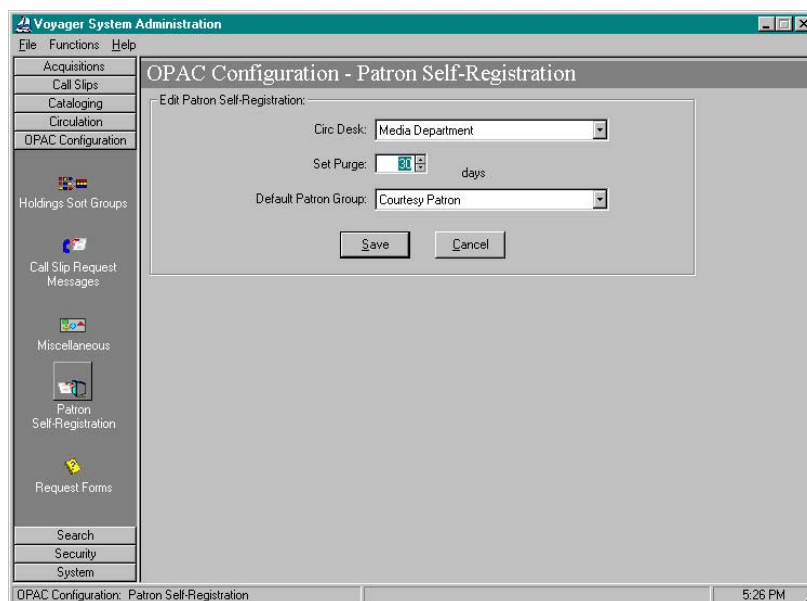 Voyager System Administration
File Functions Help
Acquisitions
Call Slips
Cataloging
Circulation
OPAC Configuration
Holdings Sort Groups
Call Slip Request
Messages
Miscellaneous
Patron
Self-Registration
Request Forms
Search
Security
System
OPAC Configuration - Patron Self-Registration
Edit Patron Self-Registration:
Circ Desk: Media Department
Set Purge: 30 days
Default Patron Group: Courtesy Patron
Save Cancel
OPAC Configuration: Patron Self-Registration 5:26 PM